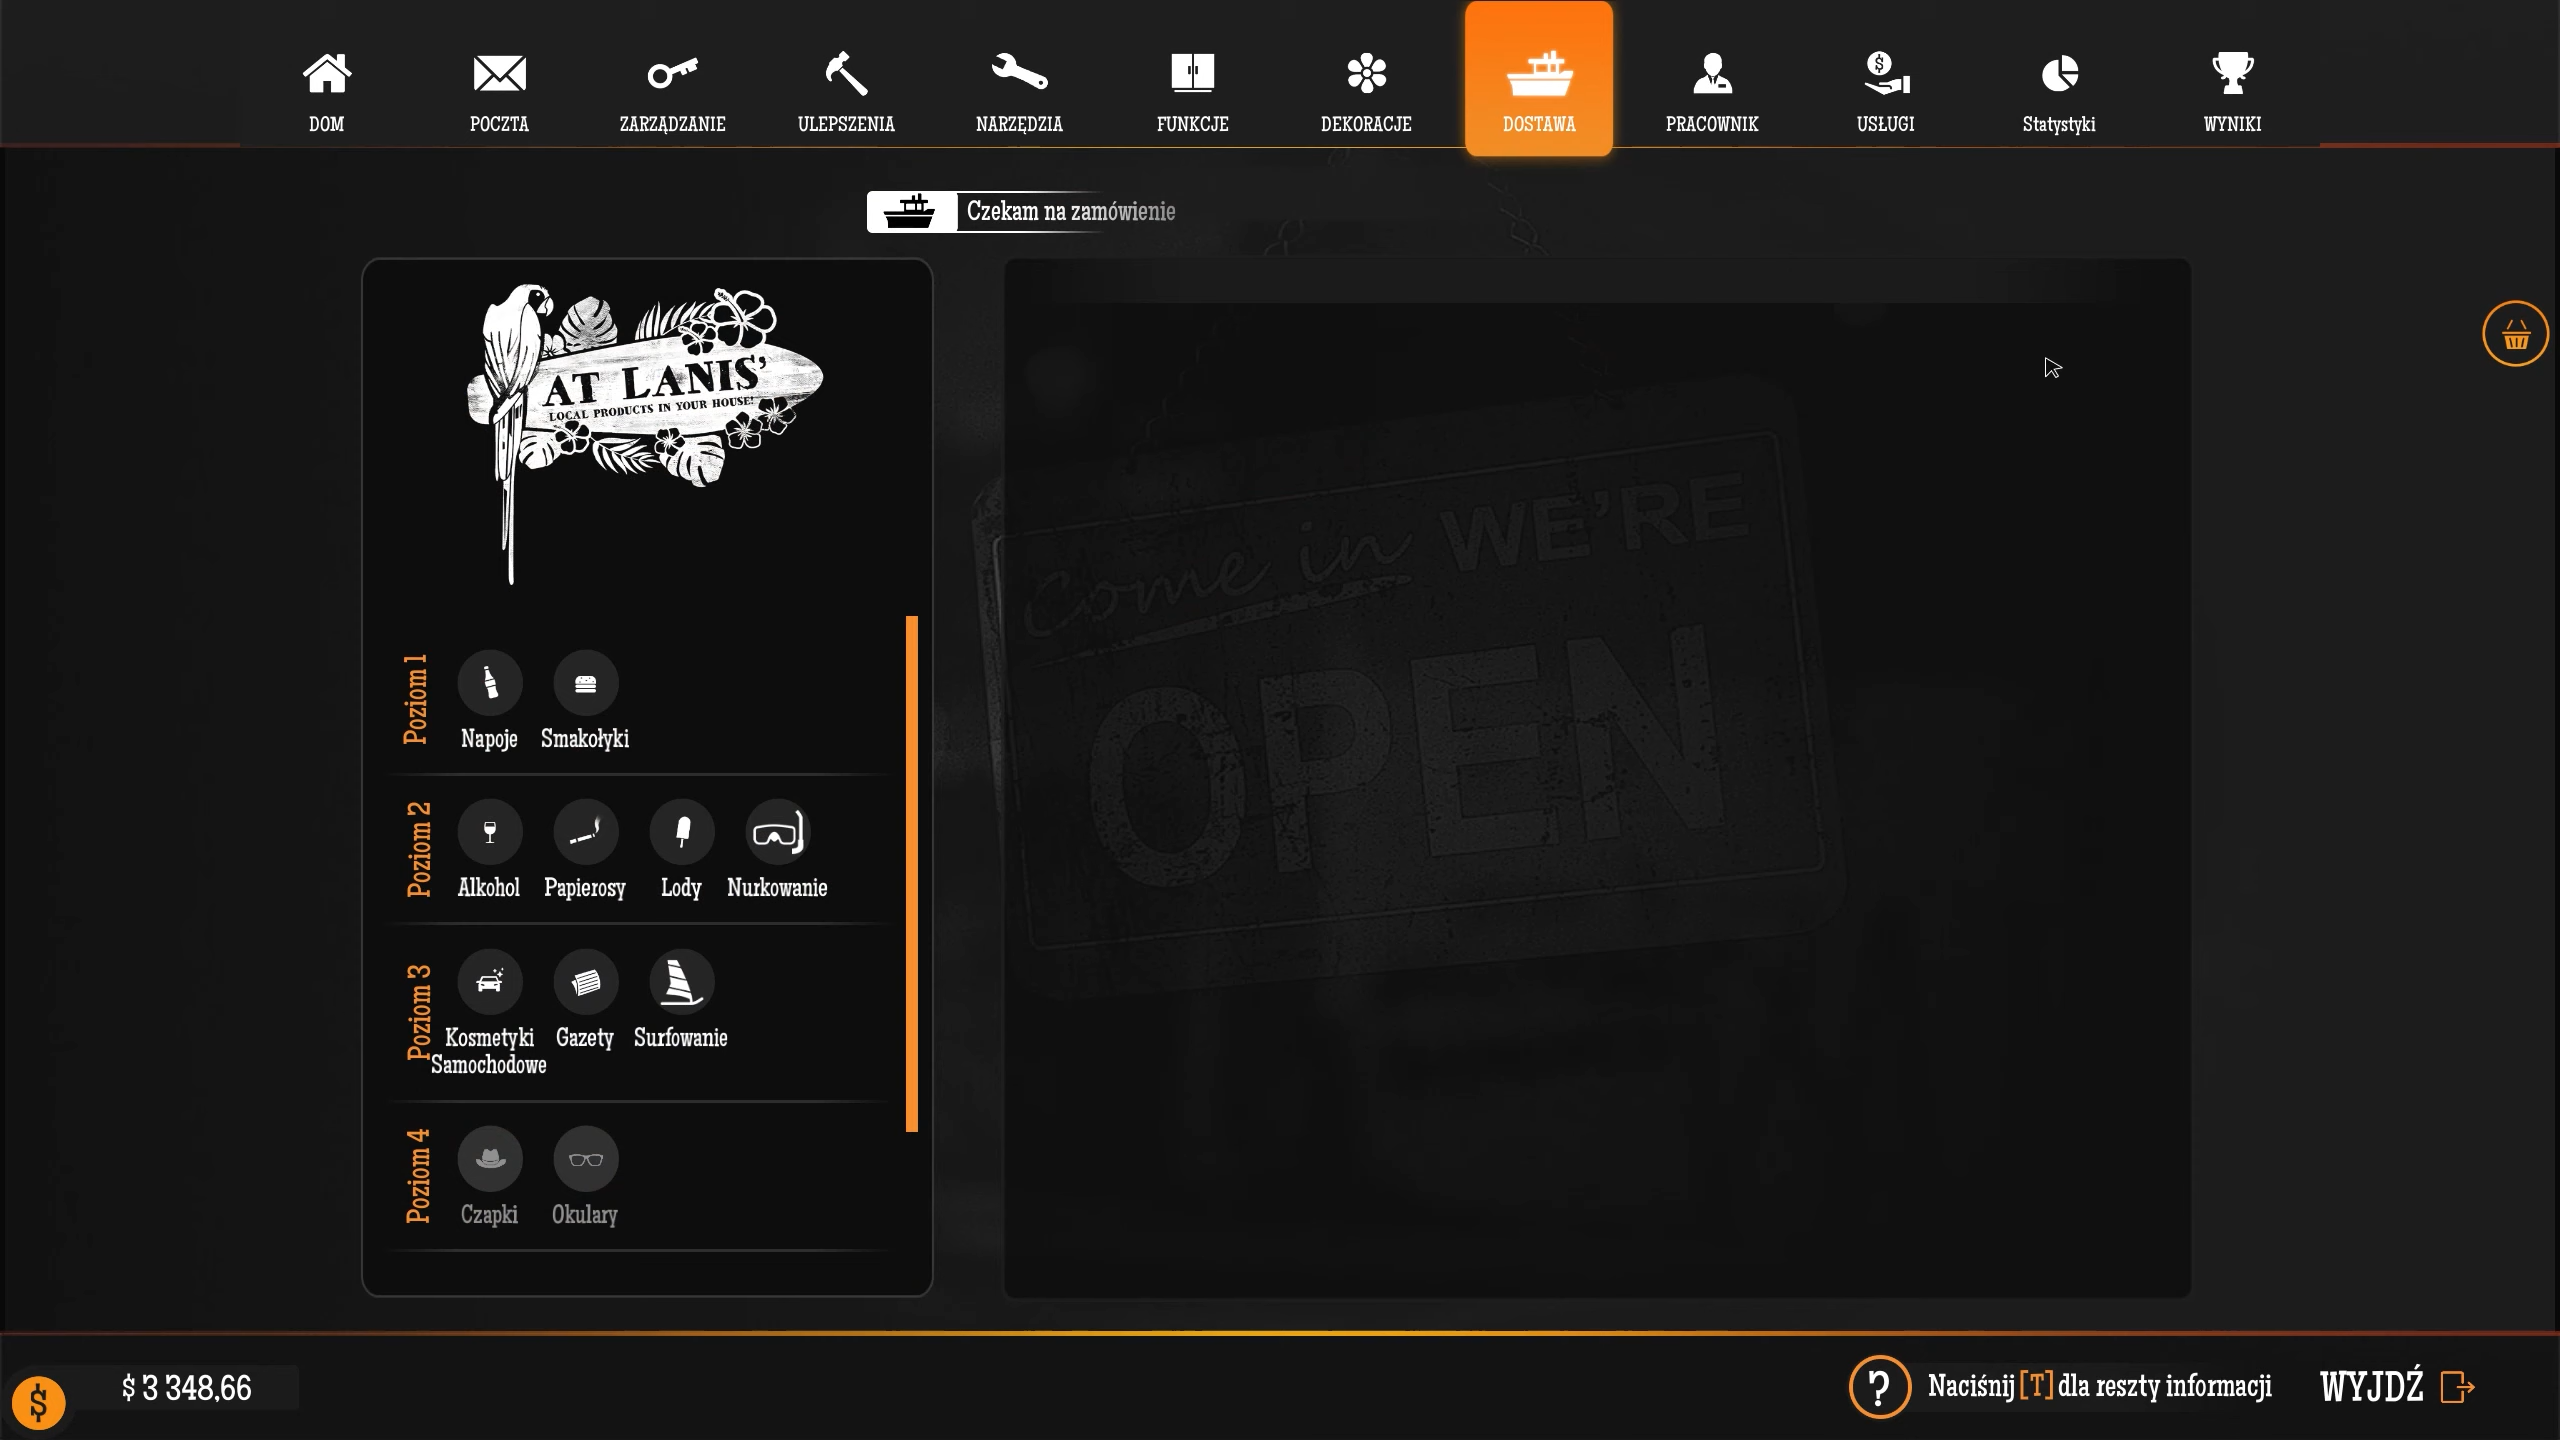 DOM
POCZTA
ZARZĄDZANIE
ULEPSZENIA
NARZĘDZIA
FUNKCJE
DEKORACJE
DOSTAWA
PRACOWNIK
USŁUGI
Statystyki
WYNIKI
Czekam na zamówienie
AT LANIS'
LOCAL PRODUCTS IN YOUR HOUSE!
Come in WE'RE
OPEN
Poziom 1
Napoje
Smakołyki
Poziom 2
Alkohol
Papierosy
Lody
Nurkowanie
Poziom 3
Kosmetyki
Samochodowe
Gazety
Surfowanie
Poziom 4
Czapki
Okulary
$
$ 3 348,66
?
Naciśnij [T] dla reszty informacji
WYJDŹ